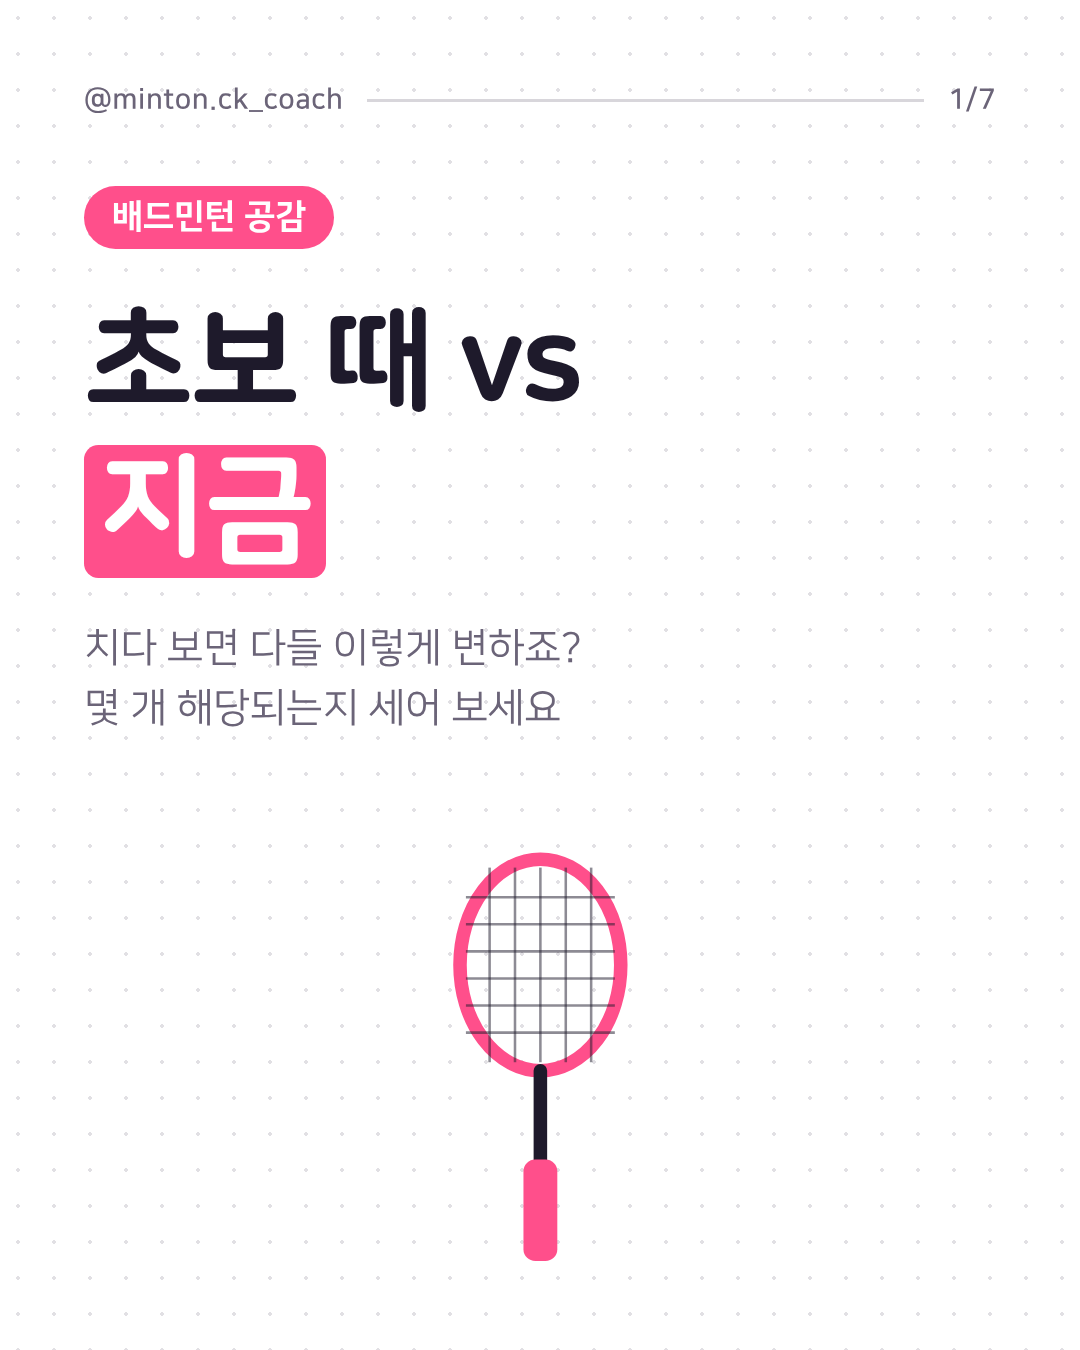 @minton.ck_coach
1/7
배드민턴 공감
초보 때 vs
지금
치다 보면 다들 이렇게 변하죠?
몇 개 해당되는지 세어 보세요